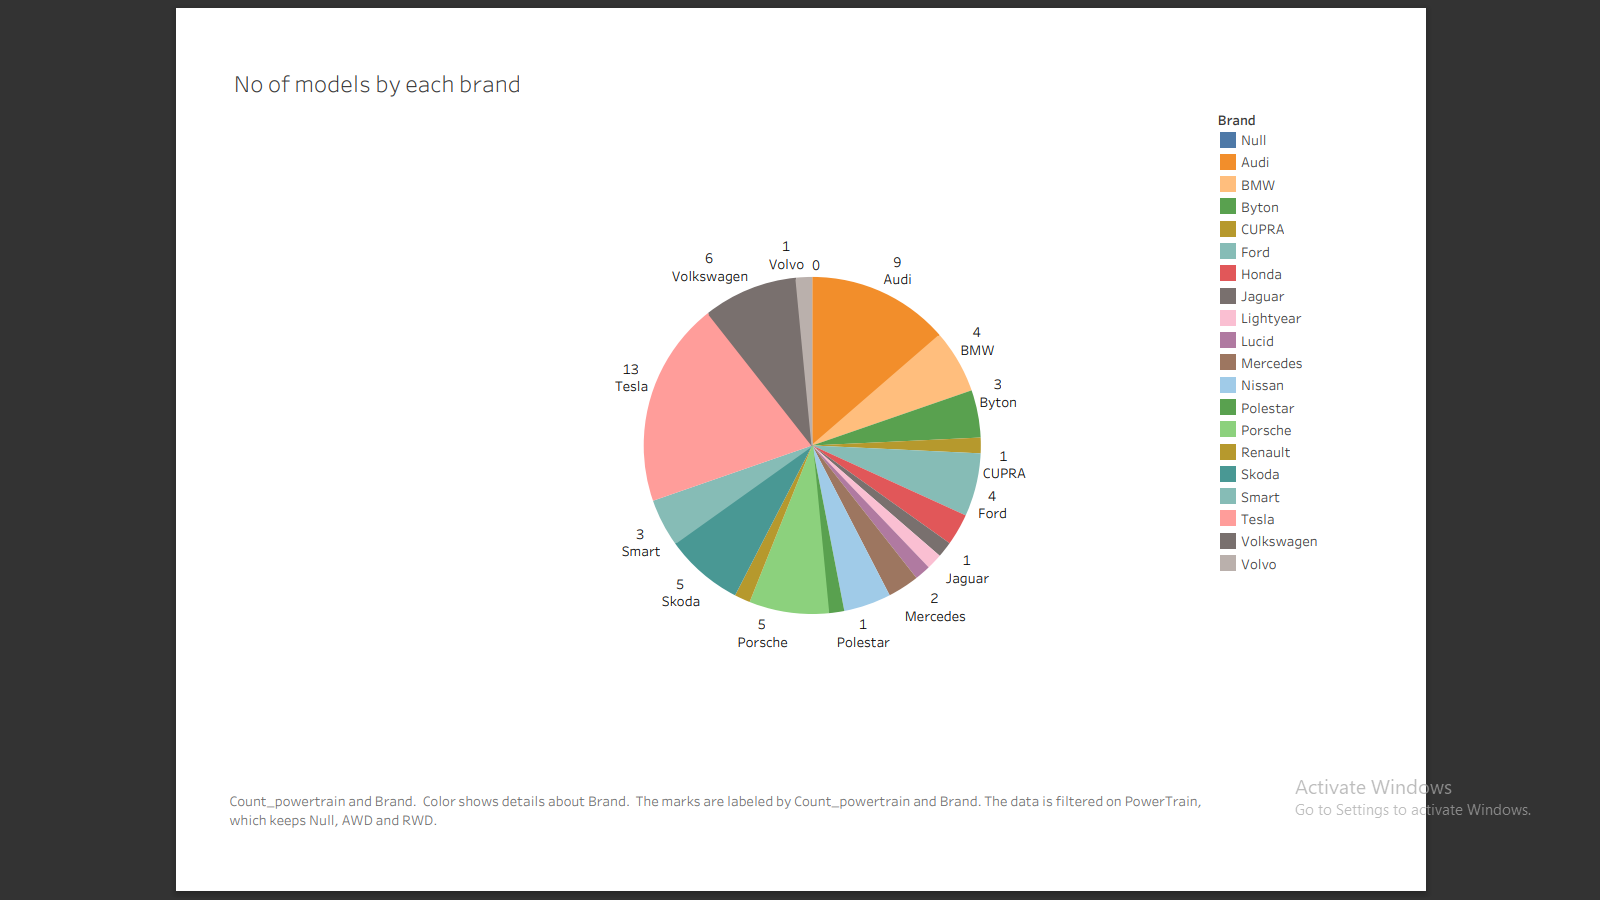 No of models by each brand
Brand
Null
Audi
BMW
Byton
CUPRA
Ford
Honda
Jaguar
Lightyear
Lucid
Mercedes
Nissan
Polestar
Porsche
Renault
Skoda
Smart
Tesla
Volkswagen
Volvo
0
9
Audi
4
BMW
3
Byton
1
CUPRA
4
Ford
1
Jaguar
2
Mercedes
1
Polestar
5
Porsche
5
Skoda
3
Smart
13
Tesla
6
Volkswagen
1
Volvo
Count_powertrain and Brand.  Color shows details about Brand.  The marks are labeled by Count_powertrain and Brand. The data is filtered on PowerTrain,
which keeps Null, AWD and RWD.
Activate Windows
Go to Settings to activate Windows.